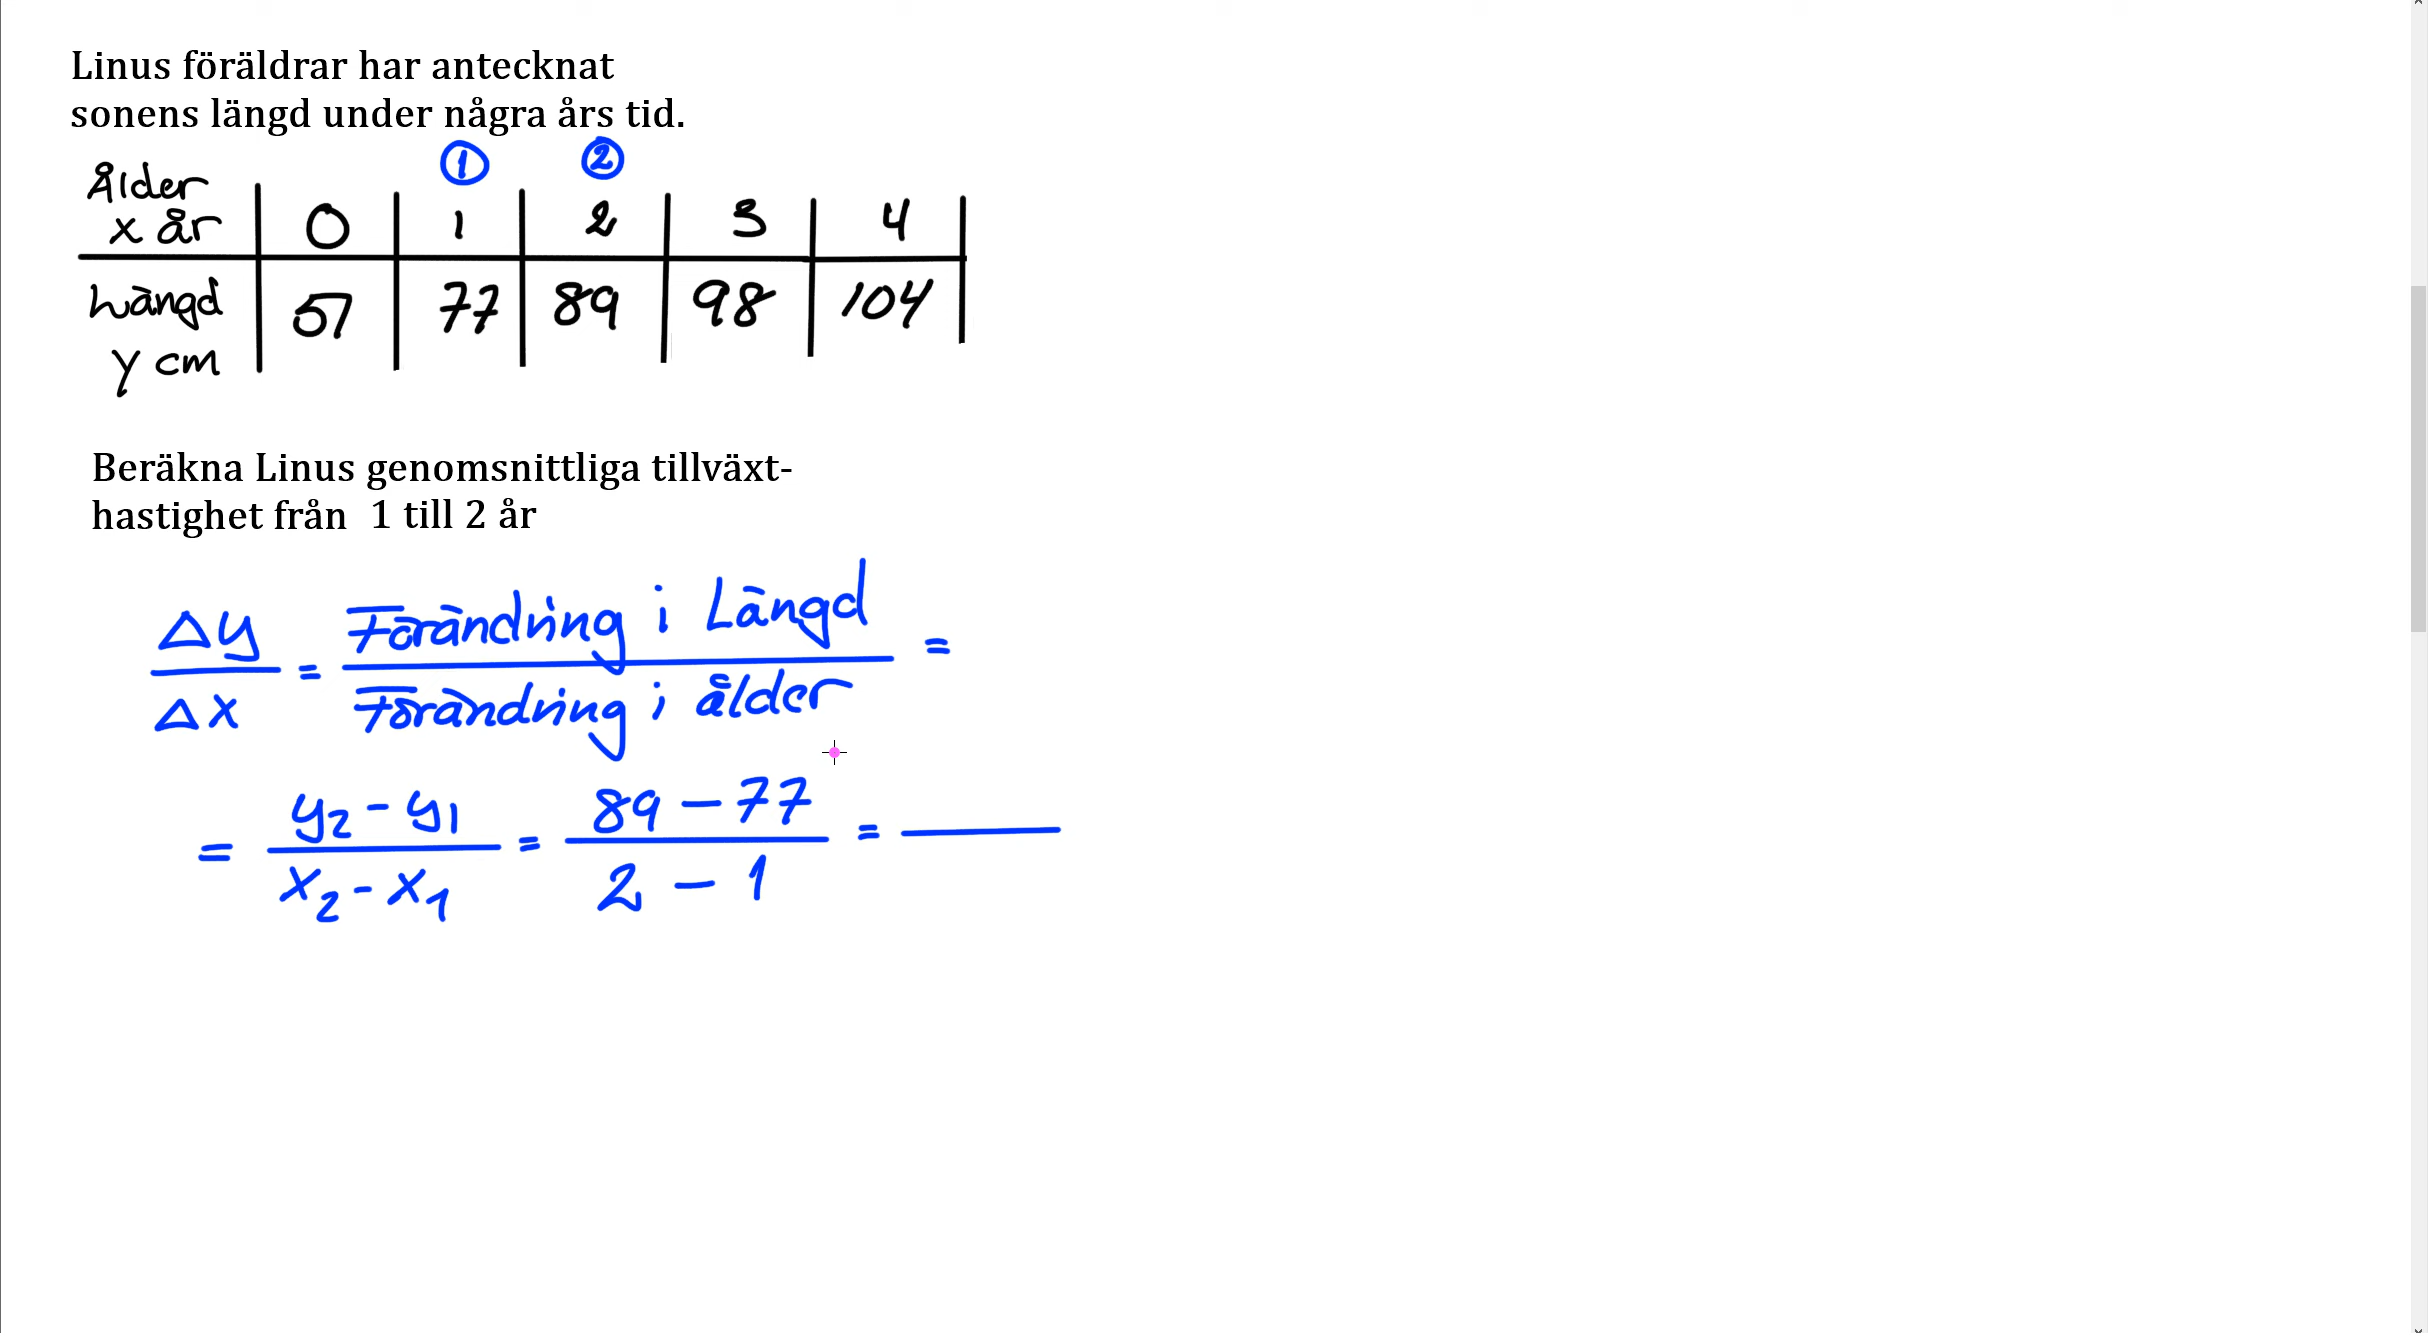 Linus föräldrar har antecknat
sonens längd under några års tid.
① ②
Ålder
x år 0 1 2 3 4
Längd 57 77 89 98 104
y cm
Beräkna Linus genomsnittliga tillväxt-
hastighet från 1 till 2 år
Δy = Förändring i Längd =
Δx Förändring i ålder
= y2 - y1 = 89 - 77 =
x2 - x1 2 - 1